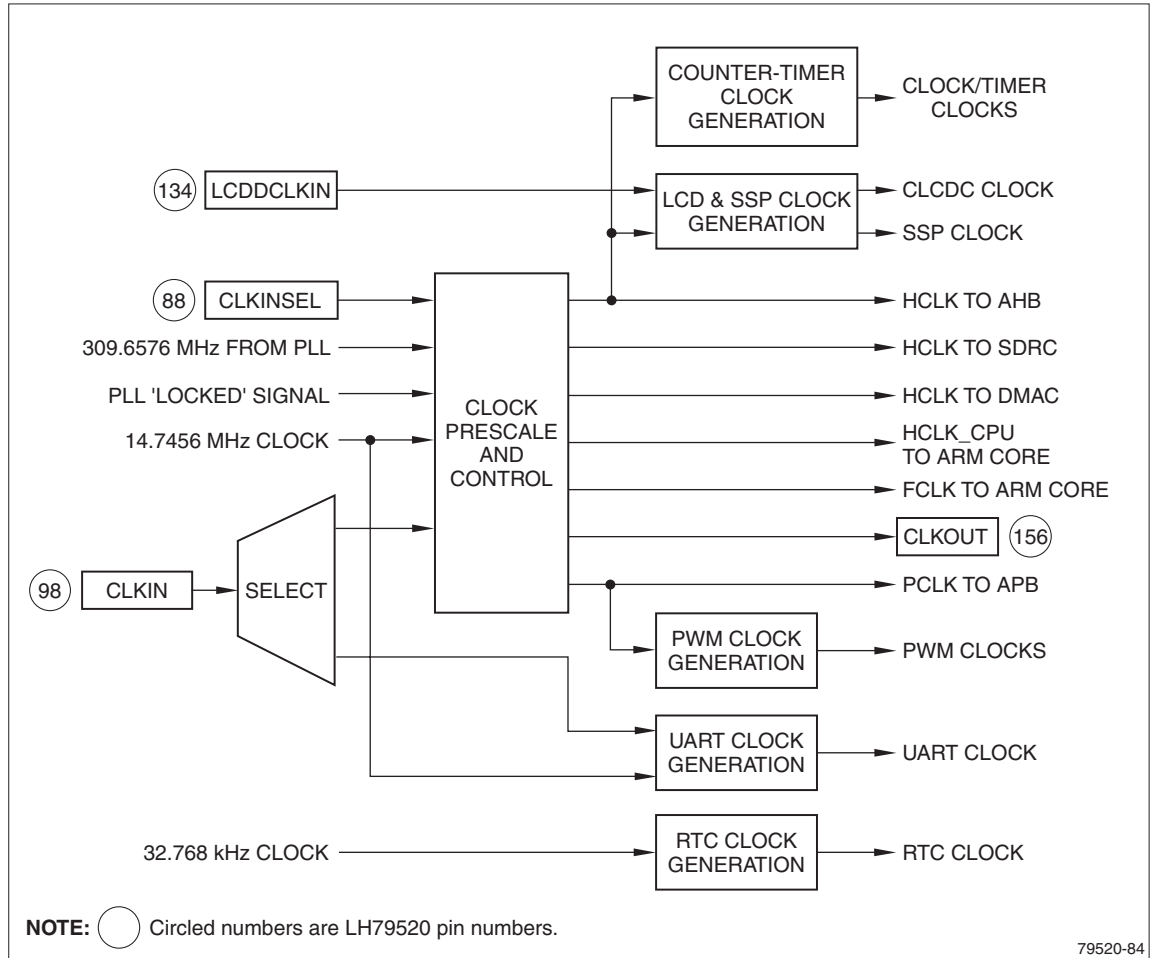 COUNTER-TIMER
CLOCK
GENERATION
CLOCK/TIMER
CLOCKS
134
LCDDCLKIN
LCD & SSP CLOCK
GENERATION
CLCDC CLOCK
SSP CLOCK
88
CLKINSEL
309.6576 MHz FROM PLL
PLL 'LOCKED' SIGNAL
14.7456 MHz CLOCK
CLOCK
PRESCALE
AND
CONTROL
HCLK TO AHB
HCLK TO SDRC
HCLK TO DMAC
HCLK_CPU
TO ARM CORE
FCLK TO ARM CORE
CLKOUT
156
98
CLKIN
SELECT
PCLK TO APB
PWM CLOCK
GENERATION
PWM CLOCKS
UART CLOCK
GENERATION
UART CLOCK
32.768 kHz CLOCK
RTC CLOCK
GENERATION
RTC CLOCK
NOTE: Circled numbers are LH79520 pin numbers.
79520-84